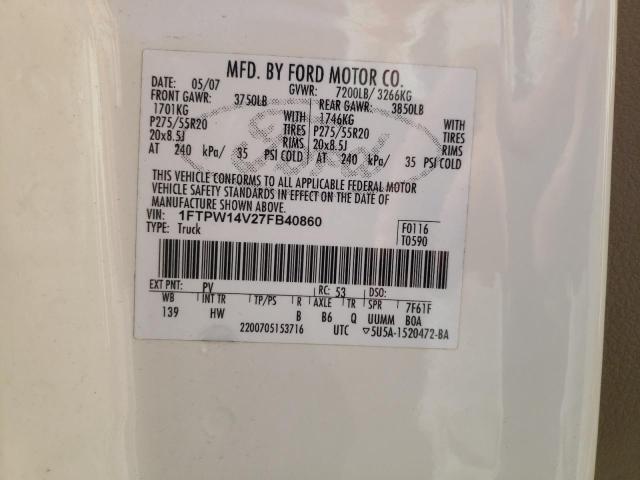 MFD. BY FORD MOTOR CO.
DATE: 05/07 GVWR: 7200LB/ 3266KG
FRONT GAWR: 3750LB REAR GAWR: 3850LB
1701KG WITH 1746KG WITH
P275/55R20 TIRES P275/55R20 TIRES
20x8.5J RIMS 20x8.5J RIMS
AT 240 kPa/ 35 PSI COLD AT 240 kPa/ 35 PSI COLD
Ford
THIS VEHICLE CONFORMS TO ALL APPLICABLE FEDERAL MOTOR
VEHICLE SAFETY STANDARDS IN EFFECT ON THE DATE OF
MANUFACTURE SHOWN ABOVE.
VIN: 1FTPW14V27FB40860 F0116
TYPE: Truck T0590
EXT PNT: PV RC: 53 DSO:
WB INT TR TP/PS R AXLE TR SPR 7F61F
139 HW B B6 Q UUMM BOA
2200705153716 UTC ▽5U5A-1520472-BA